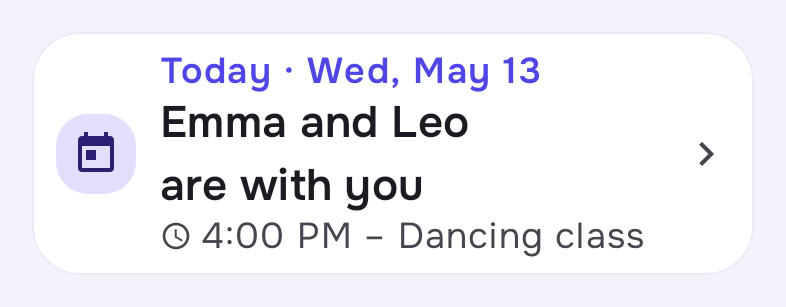 Today · Wed, May 13
Emma and Leo
are with you
4:00 PM – Dancing class